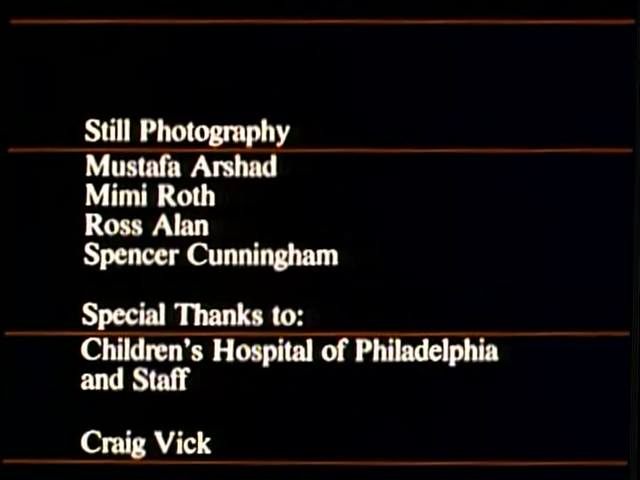 Still Photography
Mustafa Arshad
Mimi Roth
Ross Alan
Spencer Cunningham
Special Thanks to:
Children's Hospital of Philadelphia
and Staff
Craig Vick